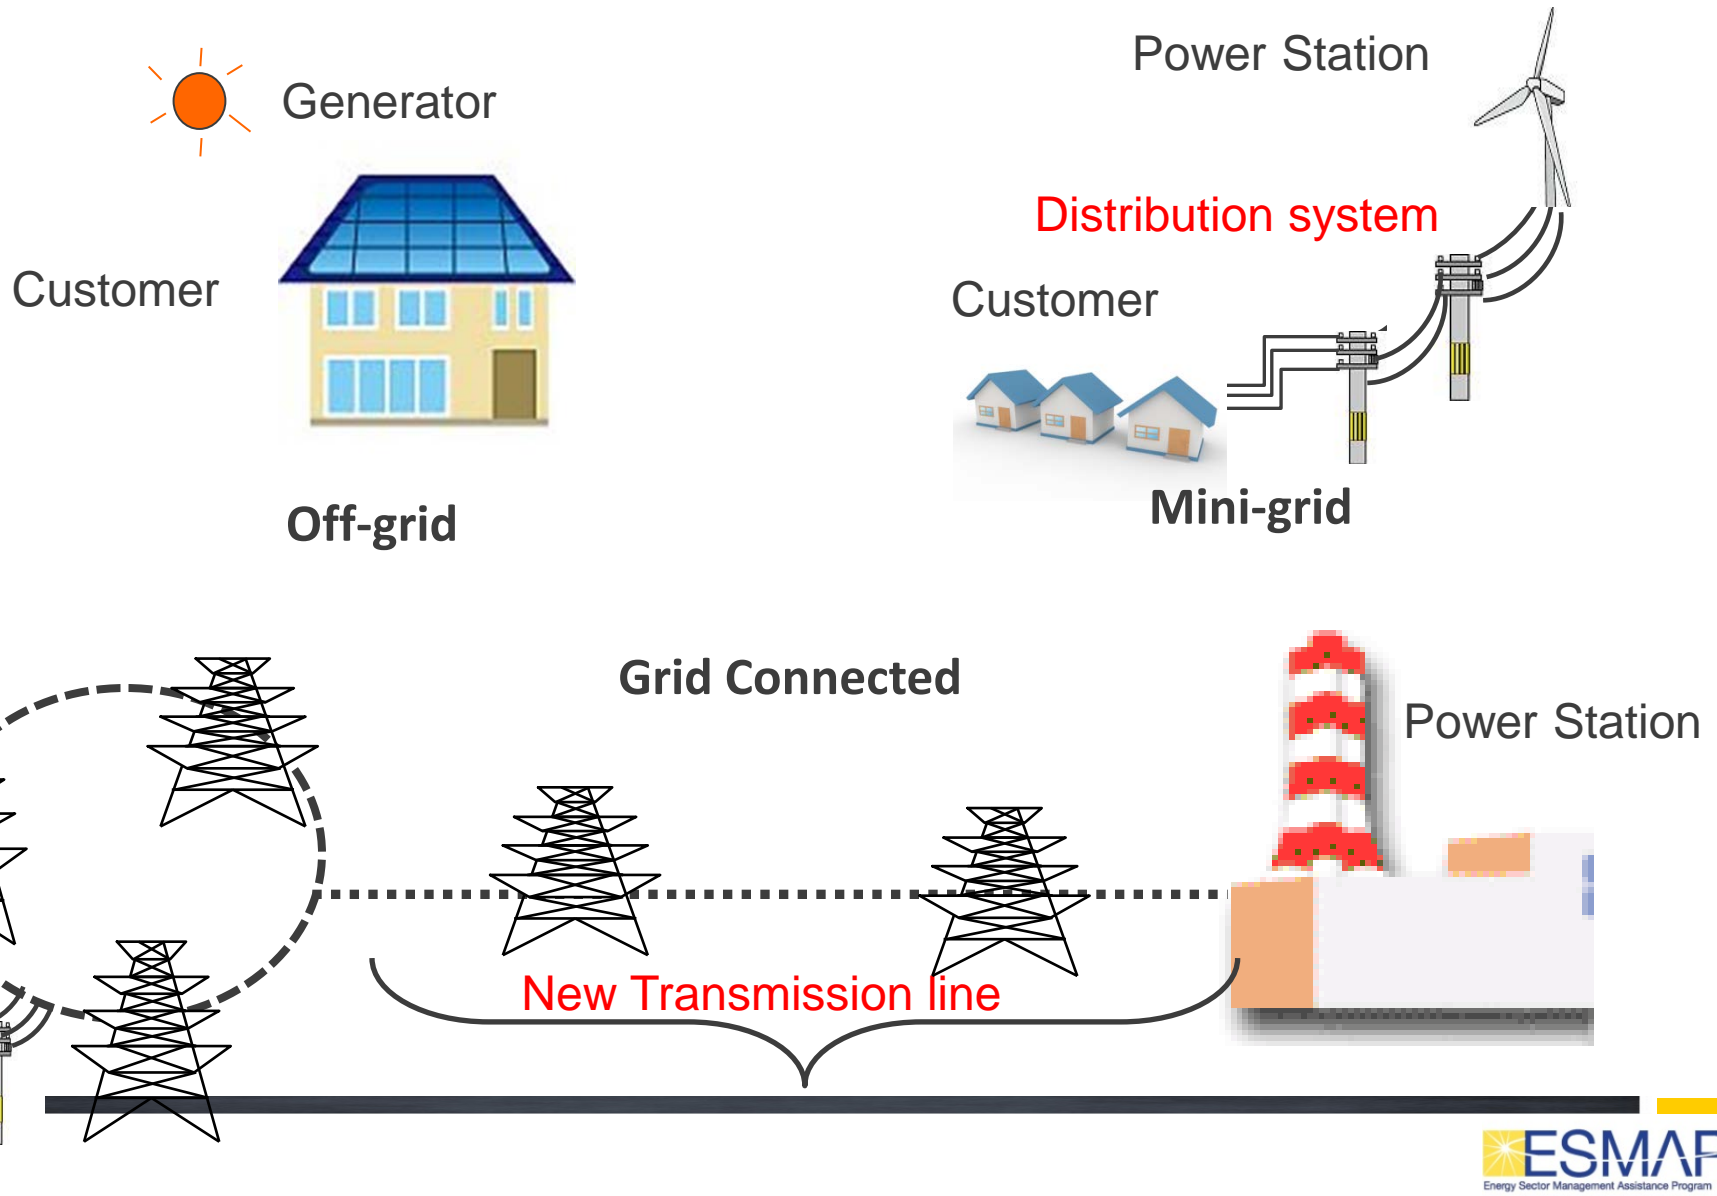 Generator
Power Station
Distribution system
Customer
Customer
Off-grid
Mini-grid
Grid Connected
Power Station
New Transmission line
ESMAP
Energy Sector Management Assistance Program